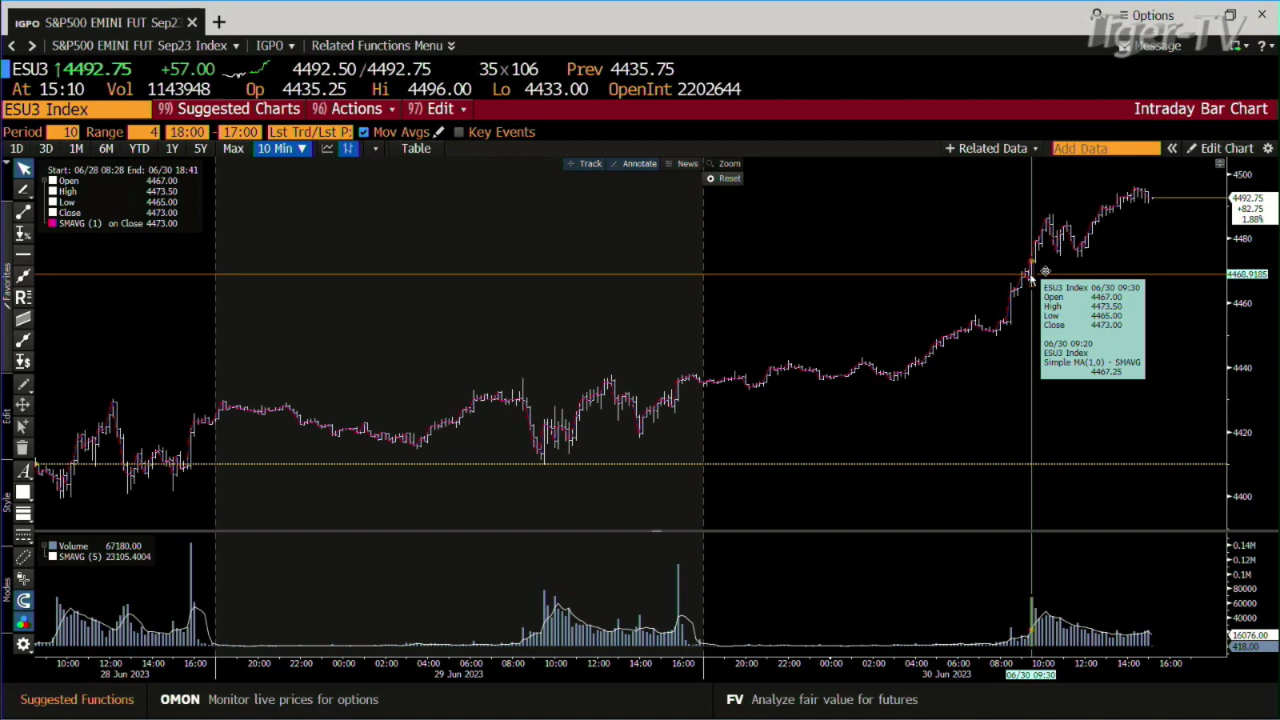 IGPO S&P500 EMINI FUT Sep23 × +
Options
Tiger-TV
S&P500 EMINI FUT Sep23 Index IGPO Related Functions Menu Message ?
ESU3 ↑4492.75 +57.00 4492.50/4492.75 35x106 Prev 4435.75
At 15:10 Vol 1143948 Op 4435.25 Hi 4496.00 Lo 4433.00 OpenInt 2202644
ESU3 Index 99) Suggested Charts 96) Actions 97) Edit Intraday Bar Chart
Period 10 Range 4 18:00 - 17:00 Lst Trd/Lst P: Mov Avgs Key Events
1D 3D 1M 6M YTD 1Y 5Y Max 10 Min ▼ Table + Related Data Add Data « Edit Chart
Track Annotate News Zoom
Reset
Start: 06/28 08:28 End: 06/30 18:41
Open 4467.00
High 4473.50
Low 4465.00
Close 4473.00
SMAVG (1) on Close 4473.00
4500
4492.75
+82.75
1.88%
4480
4468.9185
4460
4440
4420
4400
ESU3 Index 06/30 09:30
Open 4467.00
High 4473.50
Low 4465.00
Close 4473.00
06/30 09:20
ESU3 Index
Simple MA(1,0) - SMAVG
4467.25
Favorites
Edit
Style
Modes
Volume 67180.00
SMAVG (5) 23105.4004
0.14M
0.12M
0.1M
80000
60000
40000
16076.00
418.00
10:00 12:00 14:00 16:00 20:00 22:00 00:00 02:00 04:00 06:00 08:00 10:00 12:00 14:00 16:00 20:00 22:00 00:00 02:00 04:00 06:00 08:00 10:00 12:00 14:00 16:00
28 Jun 2023 29 Jun 2023 30 Jun 2023 06/30 09:30
Suggested Functions OMON Monitor live prices for options FV Analyze fair value for futures